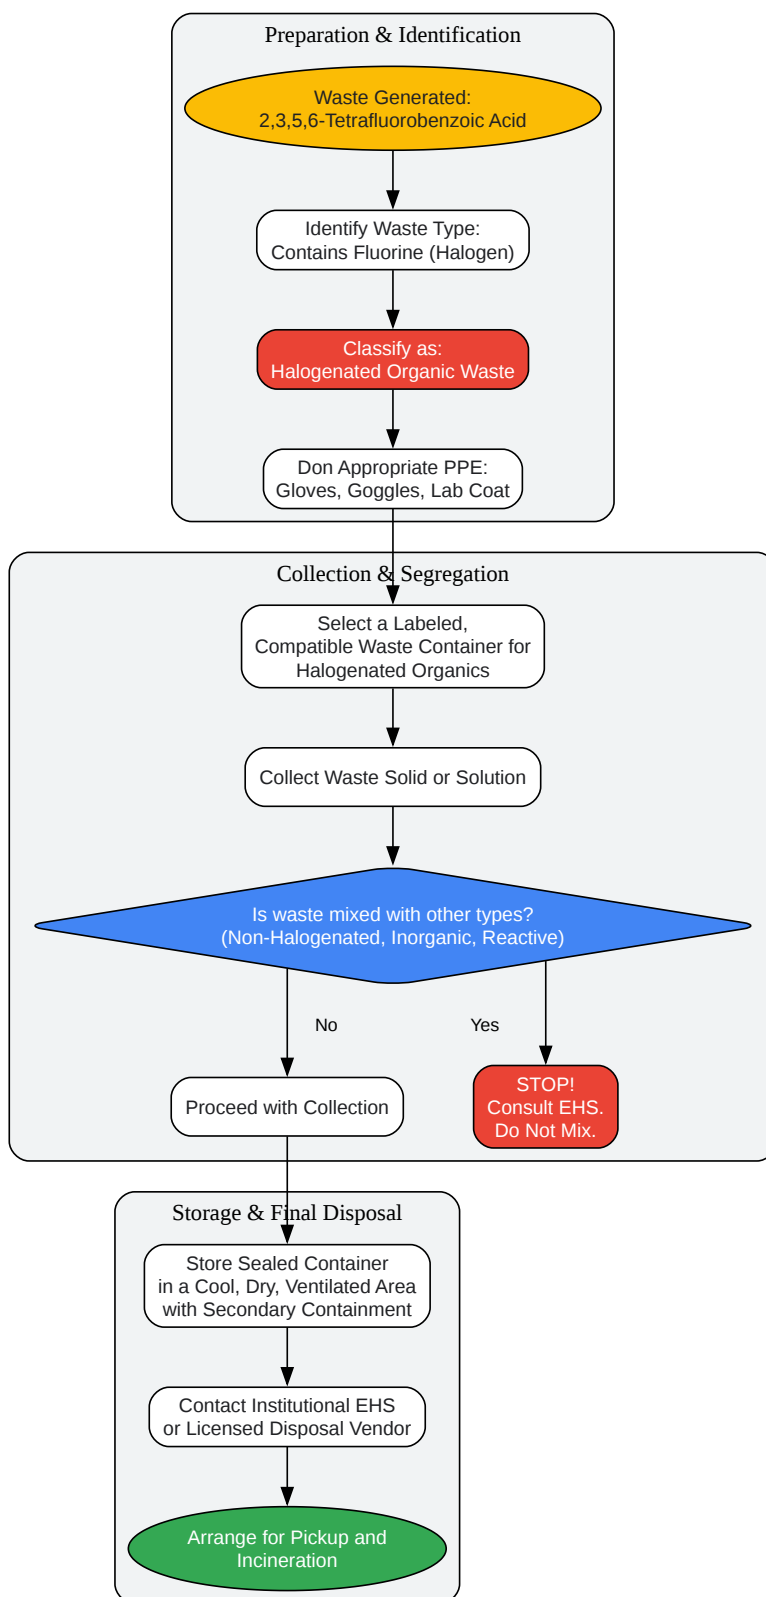 Preparation & Identification
Waste Generated:
2,3,5,6-Tetrafluorobenzoic Acid
Identify Waste Type:
Contains Fluorine (Halogen)
Classify as:
Halogenated Organic Waste
Don Appropriate PPE:
Gloves, Goggles, Lab Coat
Collection & Segregation
Select a Labeled,
Compatible Waste Container for
Halogenated Organics
Collect Waste Solid or Solution
Is waste mixed with other types?
(Non-Halogenated, Inorganic, Reactive)
No
Yes
Proceed with Collection
STOP!
Consult EHS.
Do Not Mix.
Storage & Final Disposal
Store Sealed Container
in a Cool, Dry, Ventilated Area
with Secondary Containment
Contact Institutional EHS
or Licensed Disposal Vendor
Arrange for Pickup and
Incineration